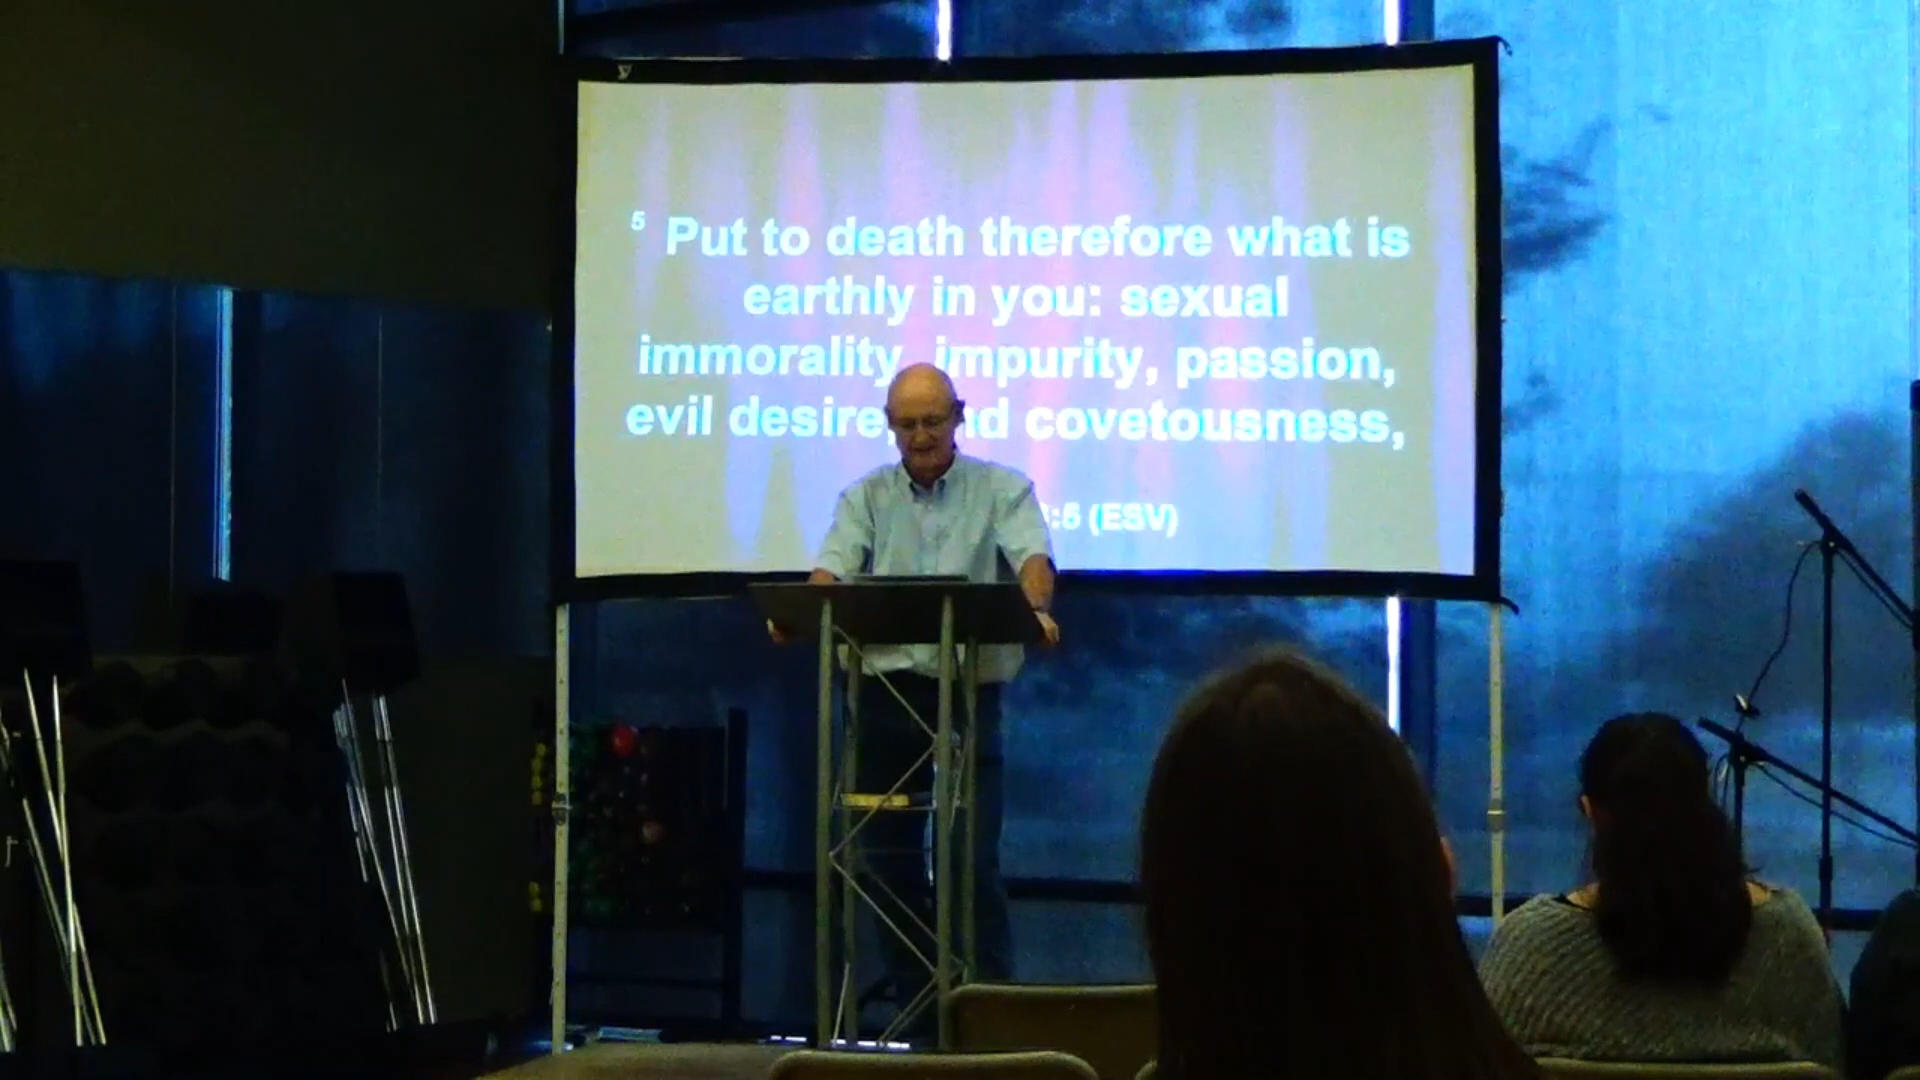 5 Put to death therefore what is
earthly in you: sexual
immorality, impurity, passion,
evil desire, and covetousness,
3:5 (ESV)